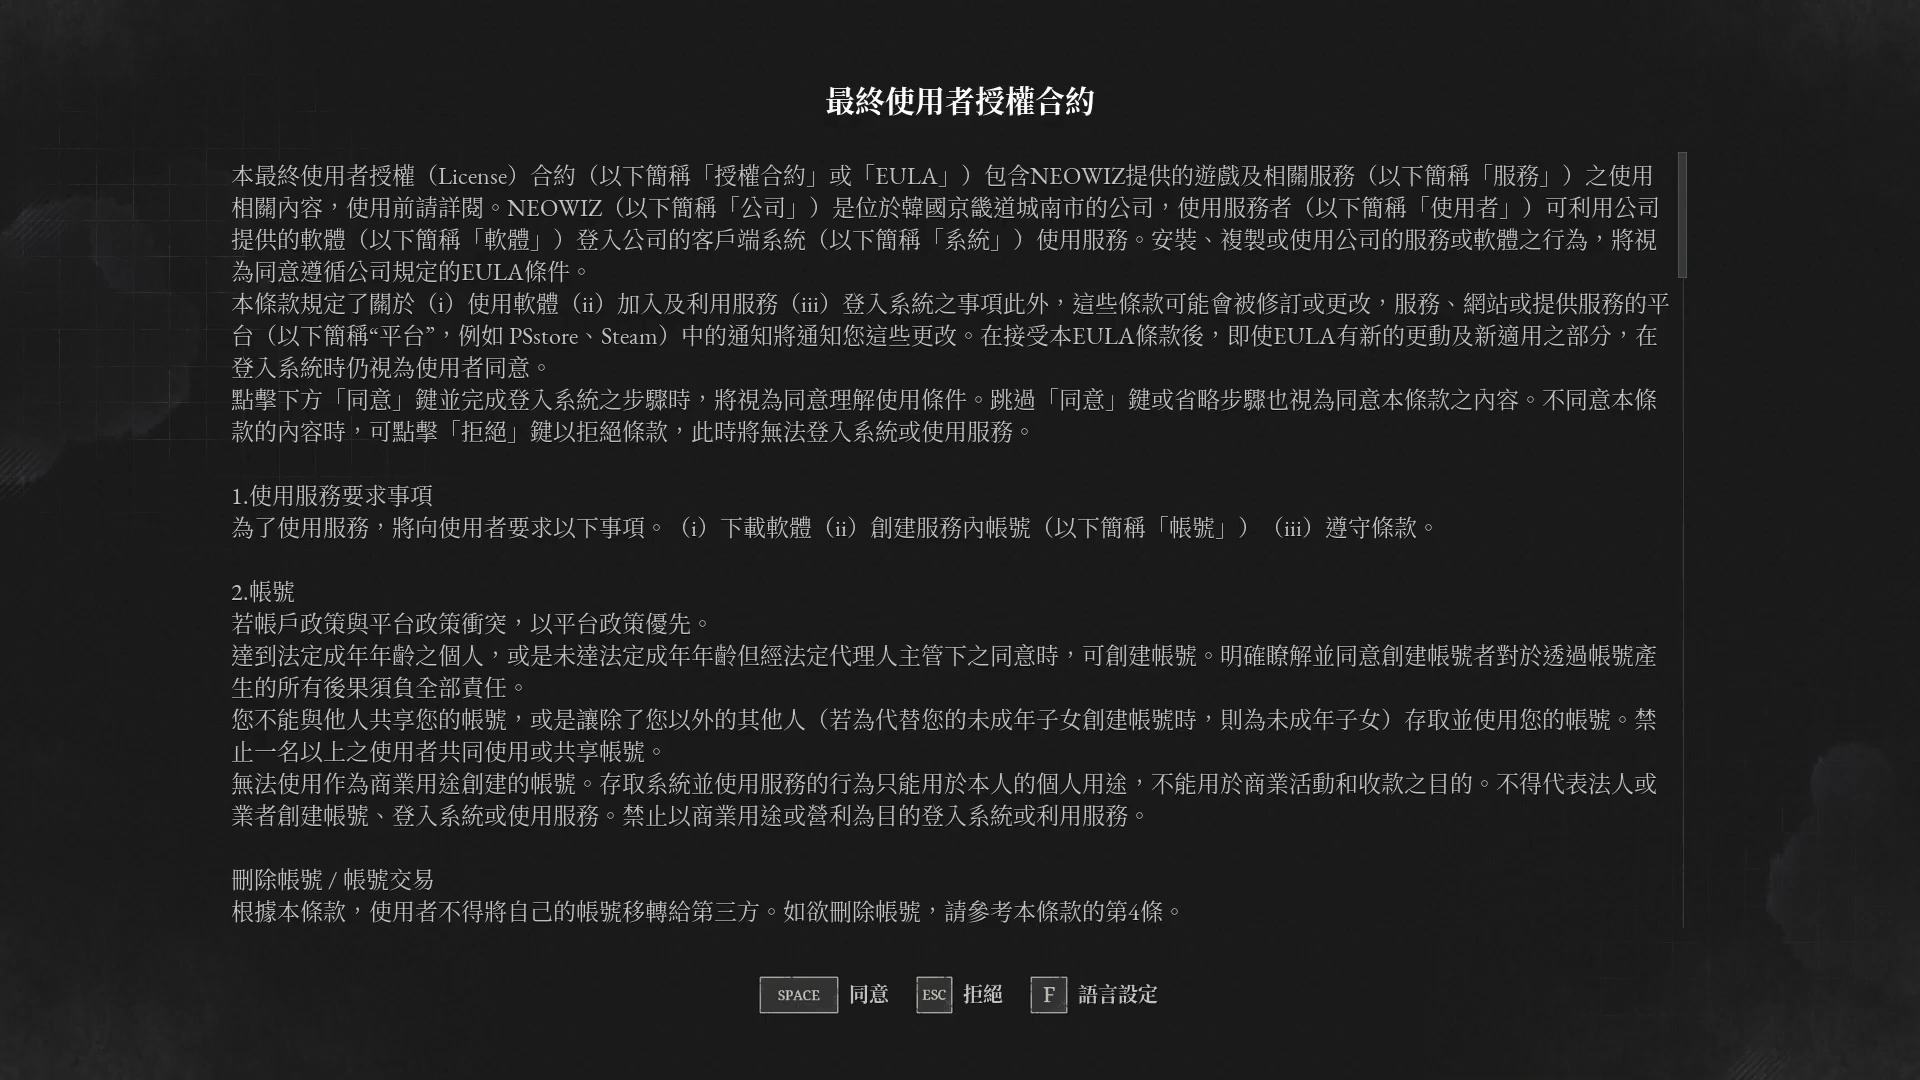 最終使用者授權合約
本最終使用者授權（License）合約（以下簡稱「授權合約」或「EULA」）包含NEOWIZ提供的遊戲及相關服務（以下簡稱「服務」）之使用
相關內容，使用前請詳閱。NEOWIZ（以下簡稱「公司」）是位於韓國京畿道城南市的公司，使用服務者（以下簡稱「使用者」）可利用公司
提供的軟體（以下簡稱「軟體」）登入公司的客戶端系統（以下簡稱「系統」）使用服務。安裝、複製或使用公司的服務或軟體之行為，將視
為同意遵循公司規定的EULA條件。
本條款規定了關於（i）使用軟體（ii）加入及利用服務（iii）登入系統之事項此外，這些條款可能會被修訂或更改，服務、網站或提供服務的平
台（以下簡稱“平台”，例如 PSstore、Steam）中的通知將通知您這些更改。在接受本EULA條款後，即使EULA有新的更動及新適用之部分，在
登入系統時仍視為使用者同意。
點擊下方「同意」鍵並完成登入系統之步驟時，將視為同意理解使用條件。跳過「同意」鍵或省略步驟也視為同意本條款之內容。不同意本條
款的內容時，可點擊「拒絕」鍵以拒絕條款，此時將無法登入系統或使用服務。
1.使用服務要求事項
為了使用服務，將向使用者要求以下事項。（i）下載軟體（ii）創建服務內帳號（以下簡稱「帳號」）（iii）遵守條款。
2.帳號
若帳戶政策與平台政策衝突，以平台政策優先。
達到法定成年年齡之個人，或是未達法定成年年齡但經法定代理人主管下之同意時，可創建帳號。明確瞭解並同意創建帳號者對於透過帳號產
生的所有後果須負全部責任。
您不能與他人共享您的帳號，或是讓除了您以外的其他人（若為代替您的未成年子女創建帳號時，則為未成年子女）存取並使用您的帳號。禁
止一名以上之使用者共同使用或共享帳號。
無法使用作為商業用途創建的帳號。存取系統並使用服務的行為只能用於本人的個人用途，不能用於商業活動和收款之目的。不得代表法人或
業者創建帳號、登入系統或使用服務。禁止以商業用途或營利為目的登入系統或利用服務。
刪除帳號 / 帳號交易
根據本條款，使用者不得將自己的帳號移轉給第三方。如欲刪除帳號，請參考本條款的第4條。
SPACE 同意 ESC 拒絕 F 語言設定